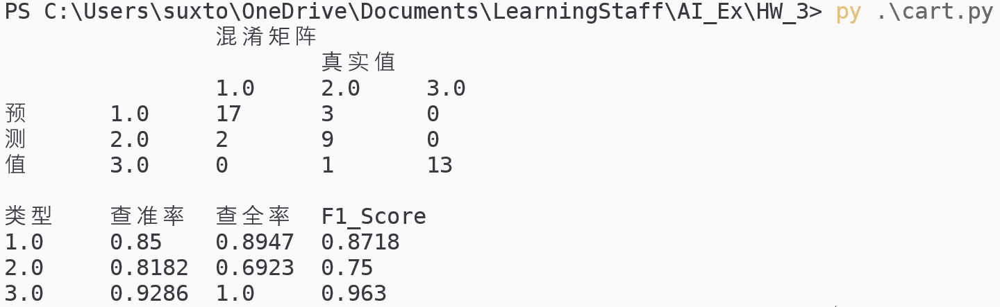 PS C:\Users\suxto\OneDrive\Documents\LearningStaff\AI_Ex\HW_3> py .\cart.py
混淆矩阵
真实值
1.0 2.0 3.0
预 1.0 17 3 0
测 2.0 2 9 0
值 3.0 0 1 13
类型 查准率 查全率 F1_Score
1.0 0.85 0.8947 0.8718
2.0 0.8182 0.6923 0.75
3.0 0.9286 1.0 0.963